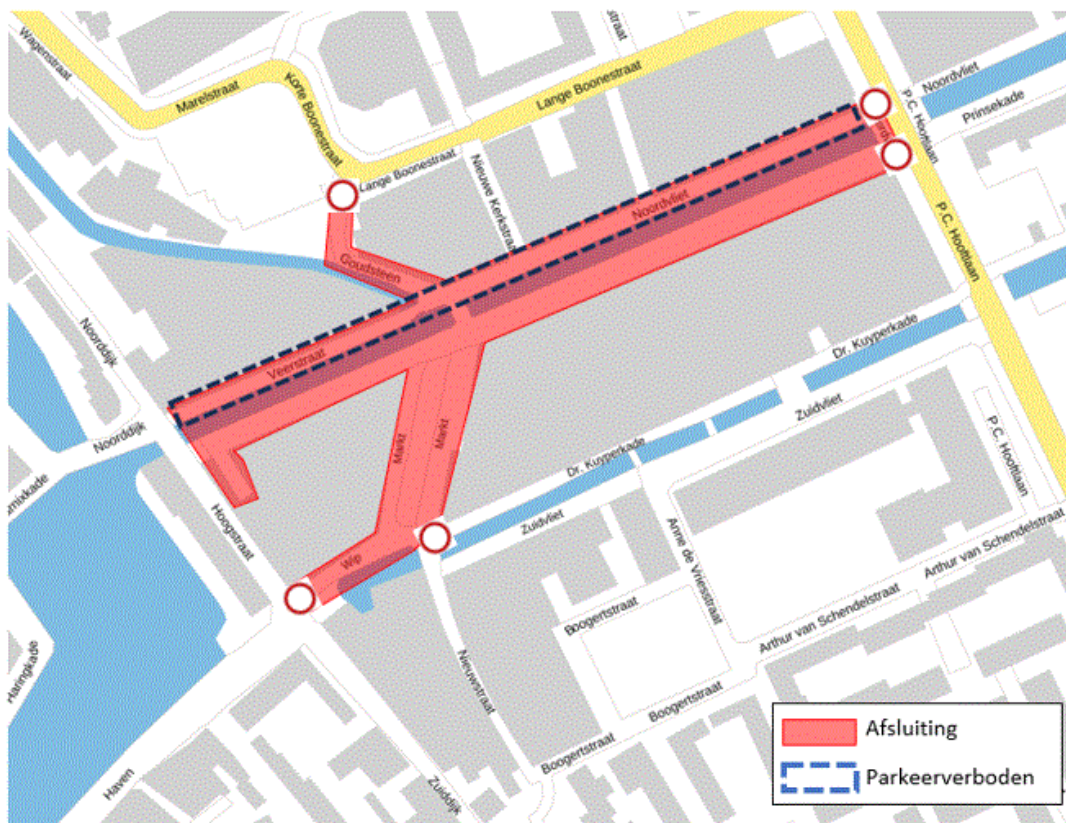 Wagenstraat
Marelstraat
Korte Boonestraat
Lange Boonestraat
Lange Boonestraat
Nieuwe Kerkstraat
P.C. Hooftlaan
Noordvliet
Prinsekade
Noordvliet
P.C. Hooftlaan
Goudsteen
Veerstraat
Noorddijk
Noorddijk
Markt
Markt
Dr. Kuyperkade
Zuidvliet
Dr. Kuyperkade
Zuidvliet
P.C. Hooftlaan
Hoogstraat
Wip
Anne de Vriesstraat
Arthur van Schendelstraat
Arthur van Schendelstraat
Boogertstraat
Boogertstraat
Boogertstraat
Nieuwstraat
Haringkade
Haven
Zuiddijk
Afsluiting
Parkeerverboden